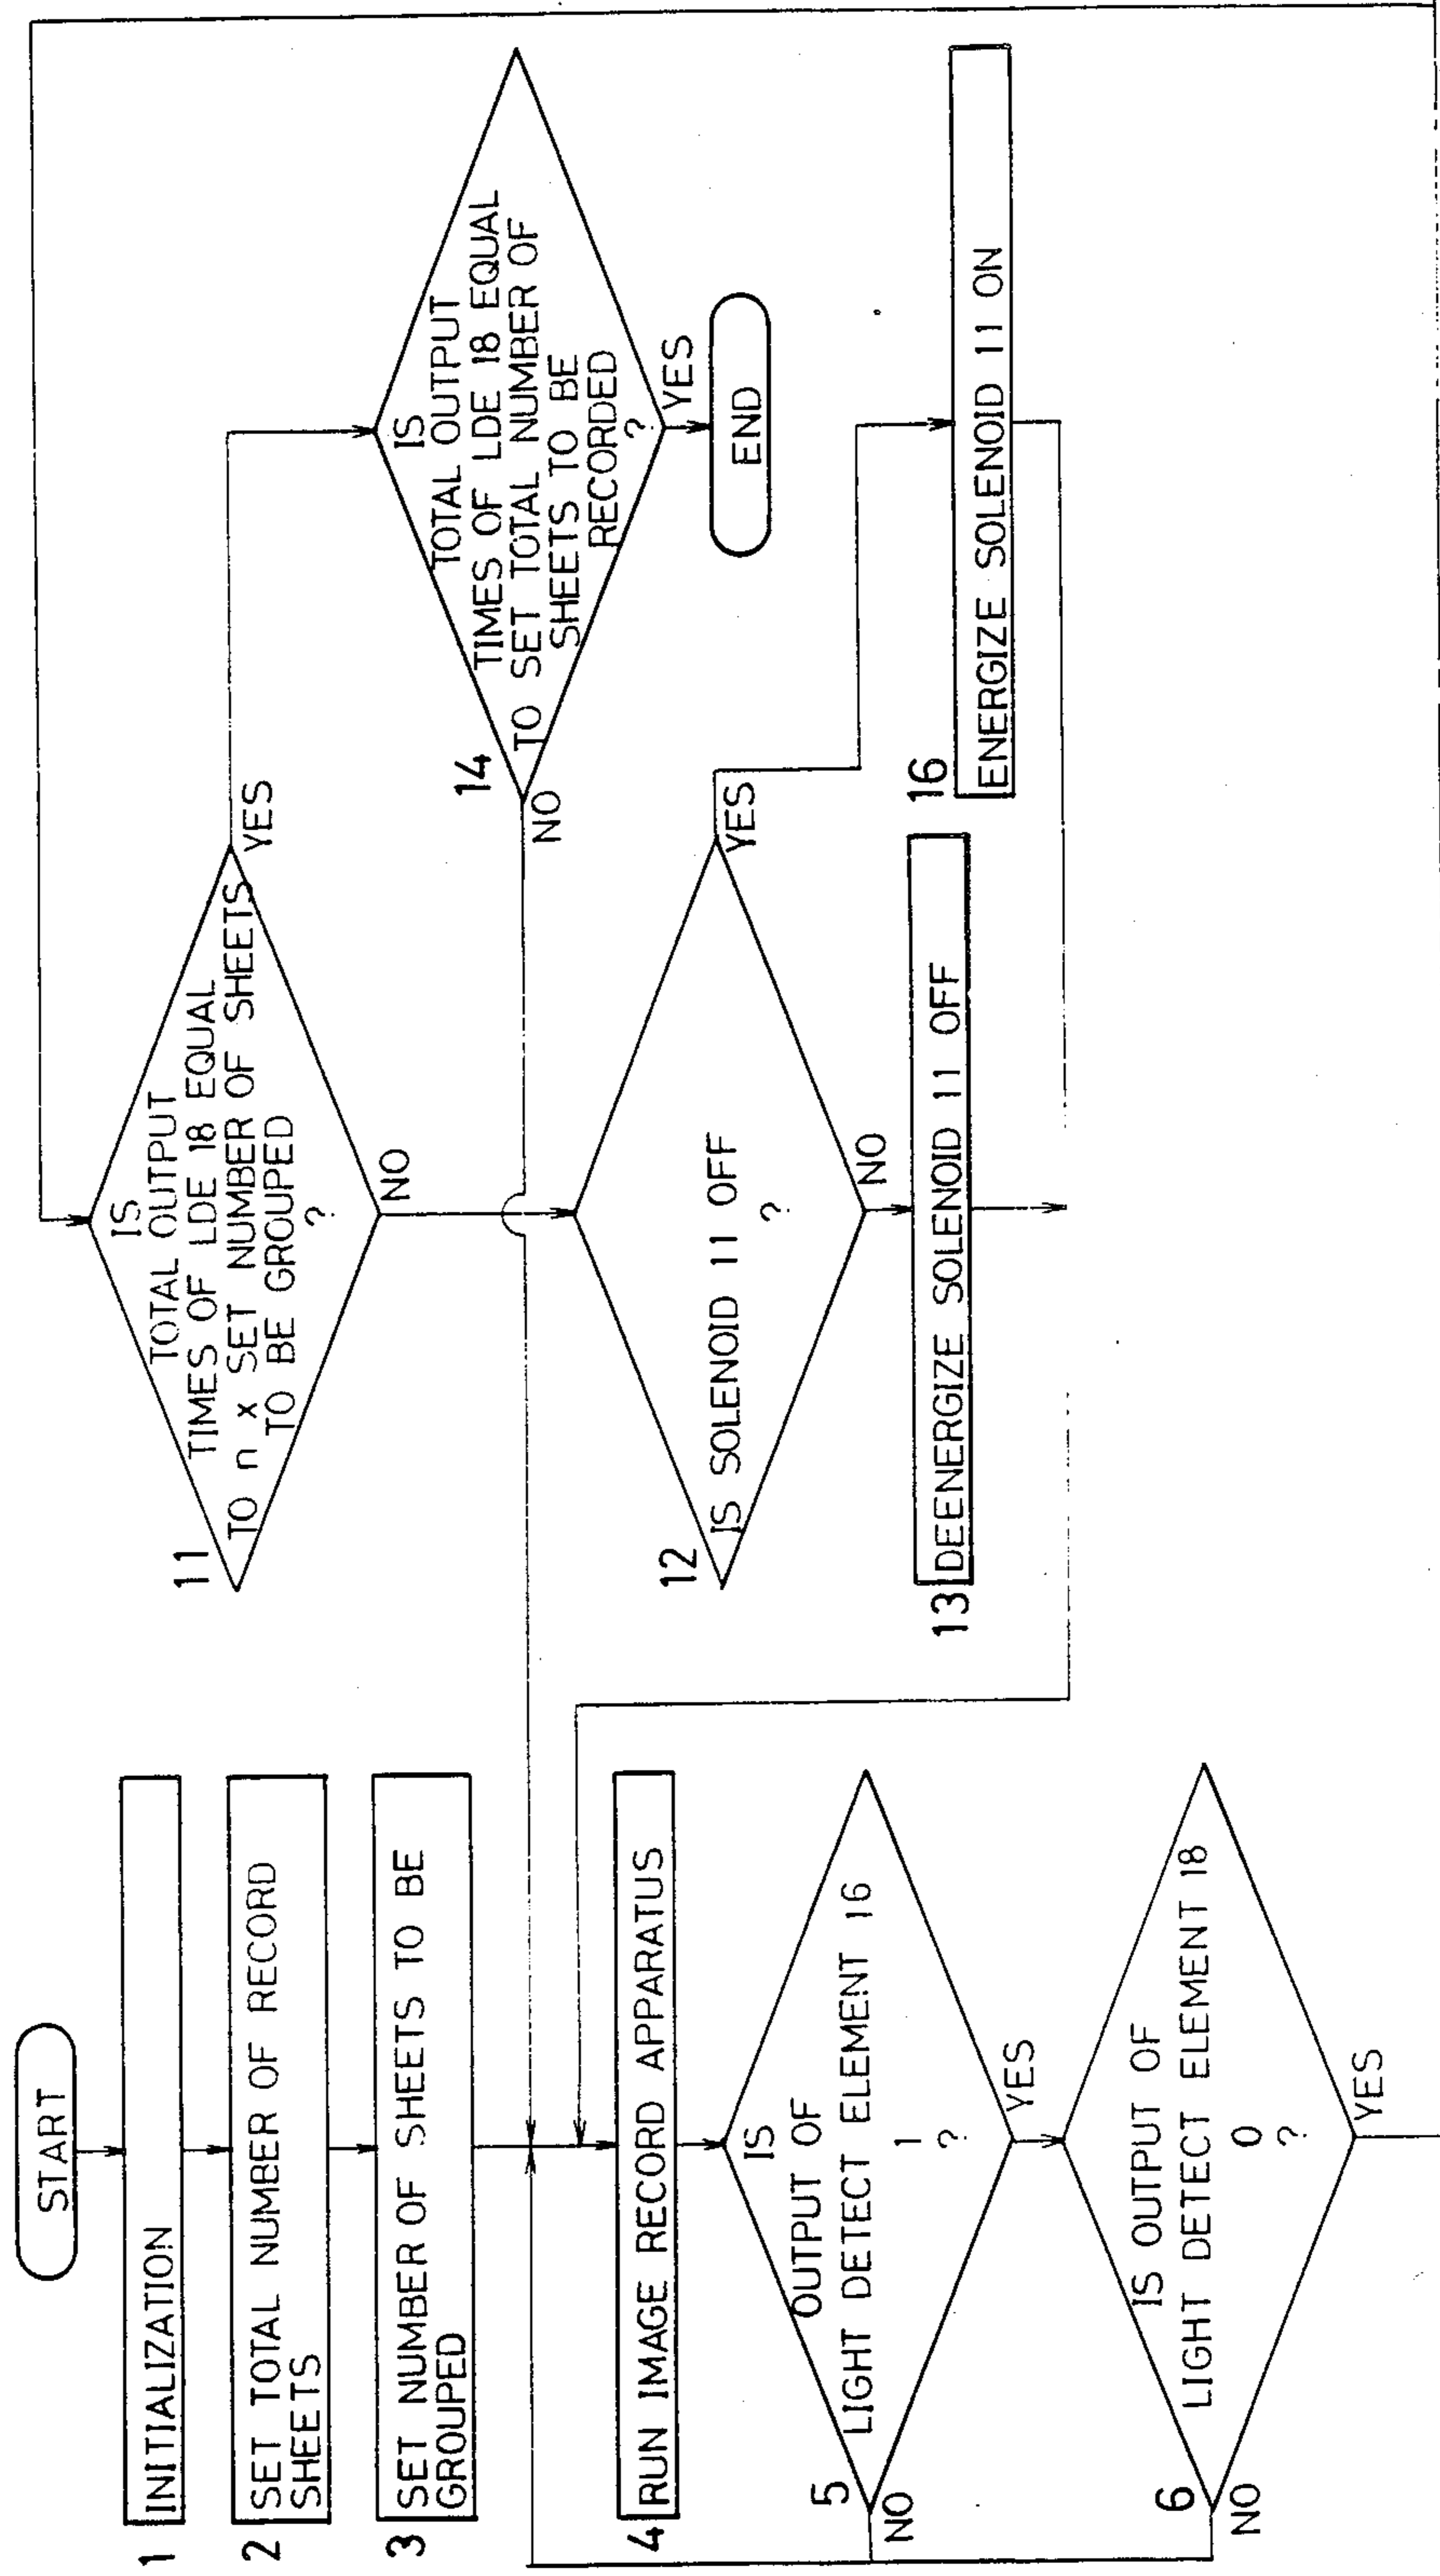 START
1 INITIALIZATION
2 SET TOTAL NUMBER OF RECORD
SHEETS
3 SET NUMBER OF SHEETS TO BE
GROUPED
4 RUN IMAGE RECORD APPARATUS
5
IS
OUTPUT OF
LIGHT DETECT ELEMENT 16
1
?
NO
YES
6
IS OUTPUT OF
LIGHT DETECT ELEMENT 18
0
?
NO
YES
11
IS
TOTAL OUTPUT
TIMES OF LDE 18 EQUAL
TO n x SET NUMBER OF SHEETS
TO BE GROUPED
?
YES
NO
12
IS SOLENOID 11 OFF
?
YES
NO
13 DEENERGIZE SOLENOID 11 OFF
14
IS
TOTAL OUTPUT
TIMES OF LDE 18 EQUAL
TO SET TOTAL NUMBER OF
SHEETS TO BE
RECORDED
?
NO
YES
END
16
ENERGIZE SOLENOID 11 ON